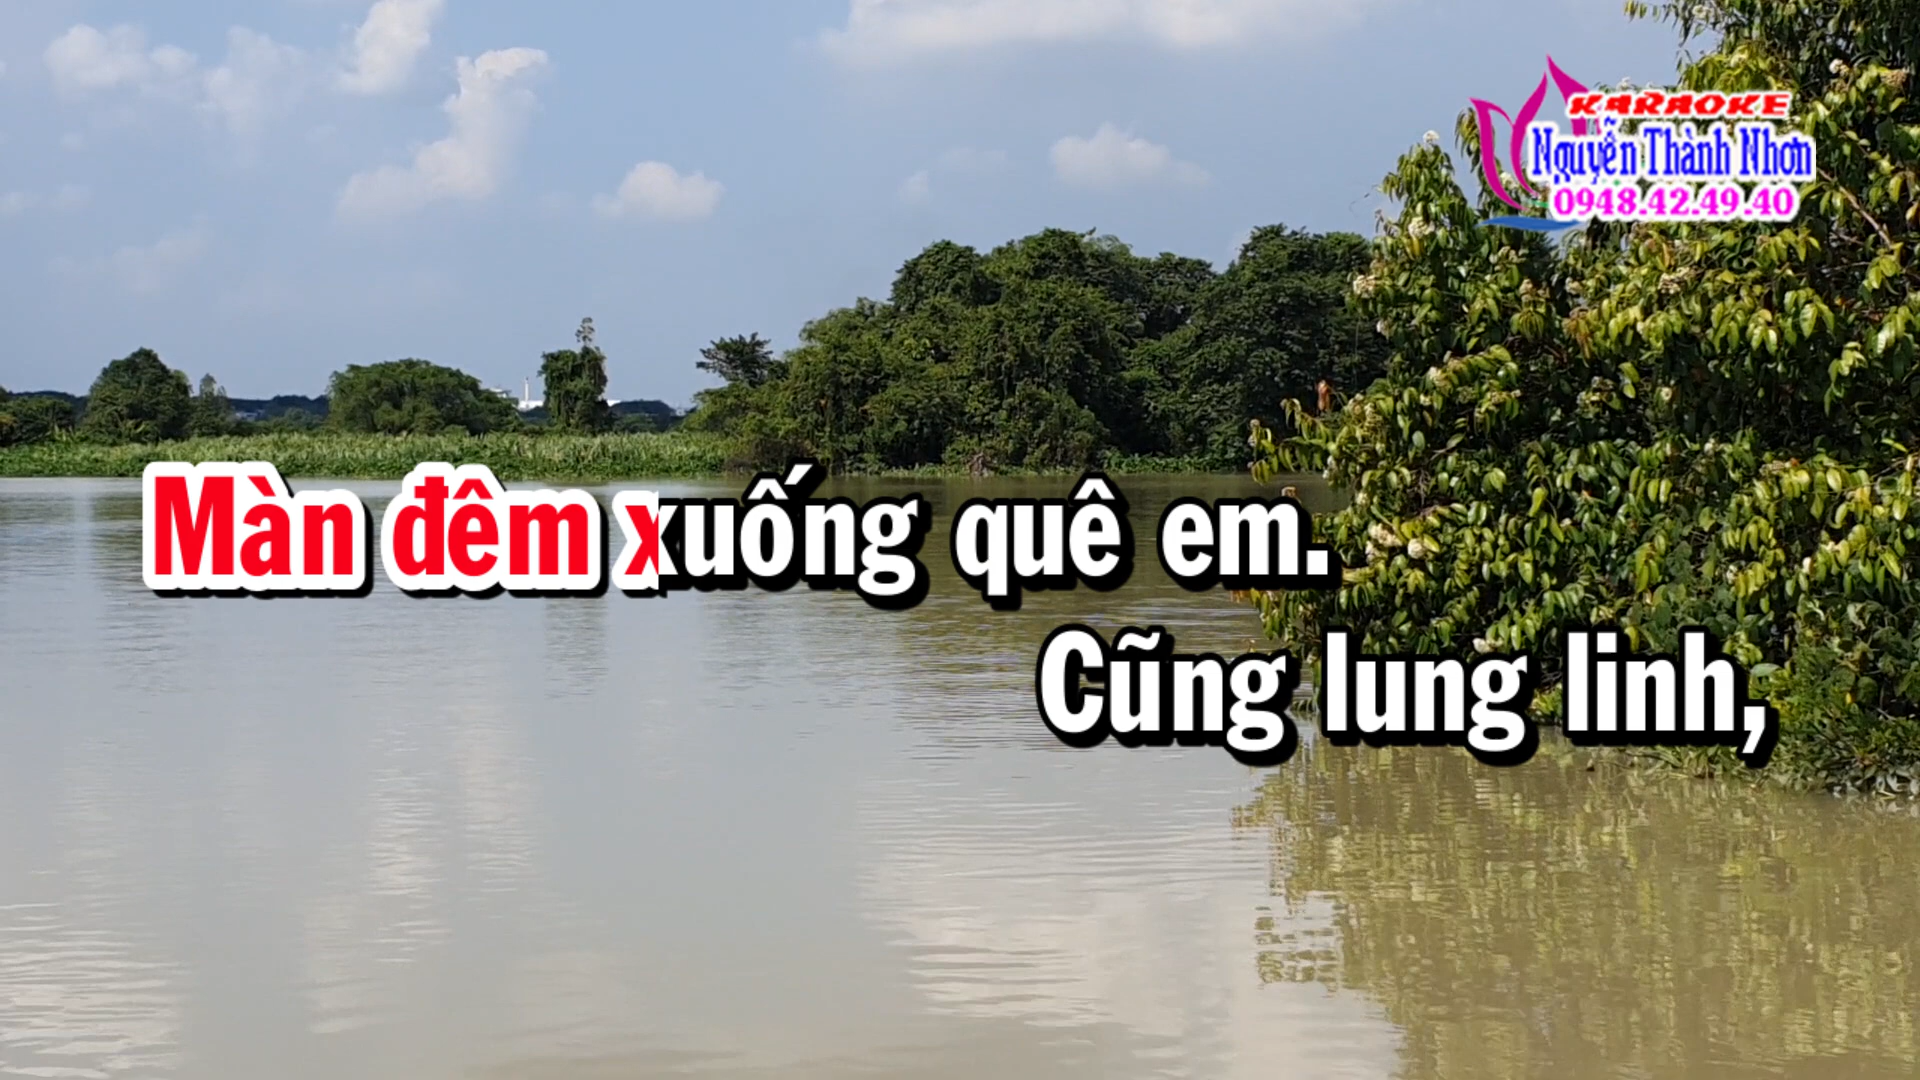 KARAOKE
Nguyễn Thành Nhơn
0948.42.49.40
Màn đêm xuống quê em.
Cũng lung linh,